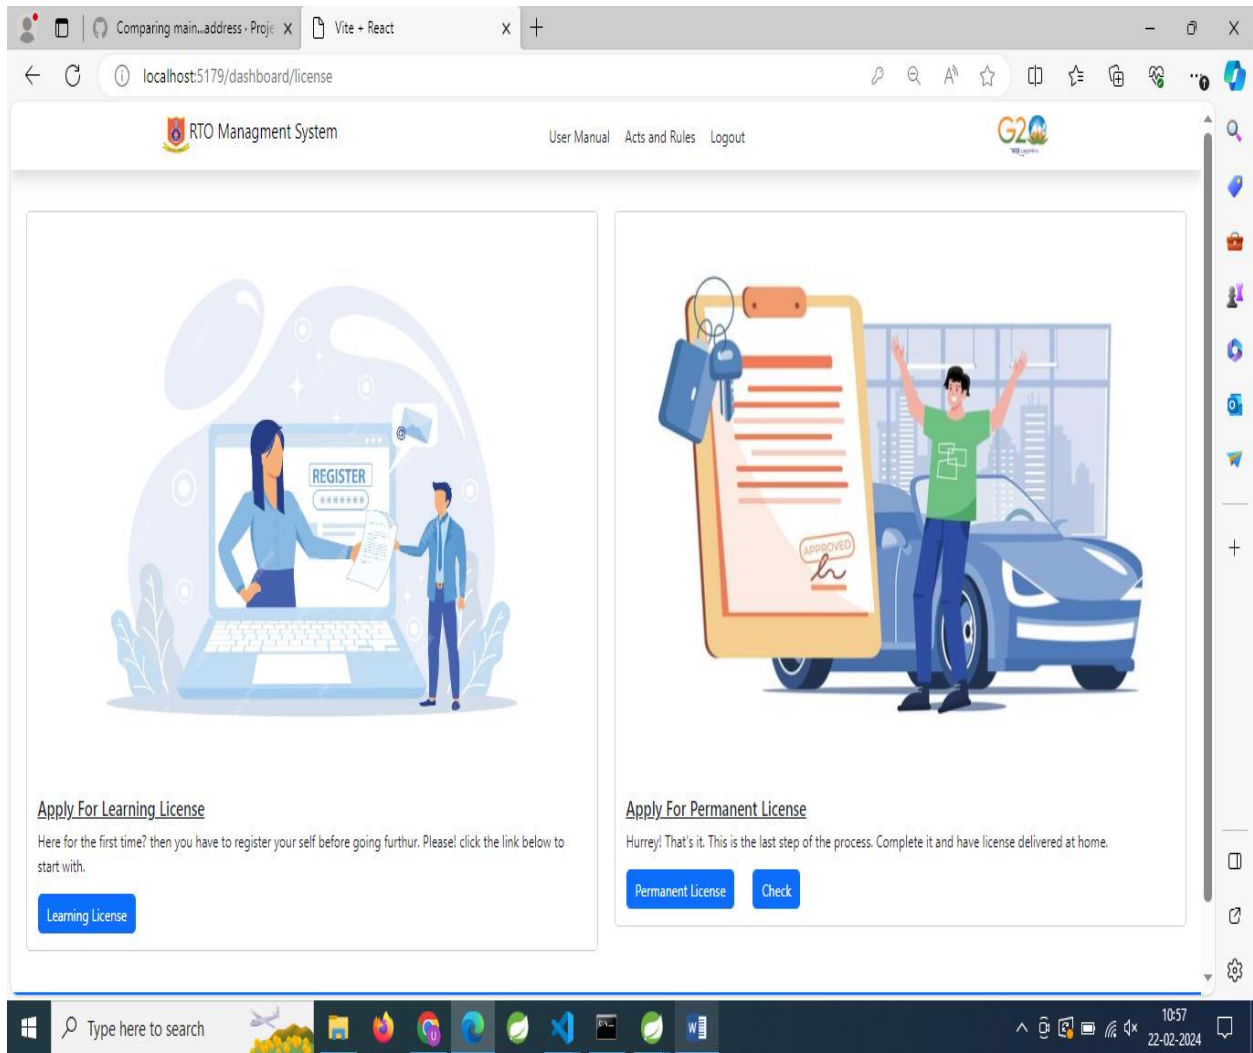 Comparing main...address · Proje
Vite + React
localhost:5179/dashboard/license
RTO Managment System
User Manual Acts and Rules Logout
G2
REGISTER
*******
@
APPROVED
Apply For Learning License
Here for the first time? then you have to register your self before going furthur. Please! click the link below to
start with.
Learning License
Apply For Permanent License
Hurrey! That's it. This is the last step of the process. Complete it and have license delivered at home.
Permanent License Check
Type here to search
10:57
22-02-2024